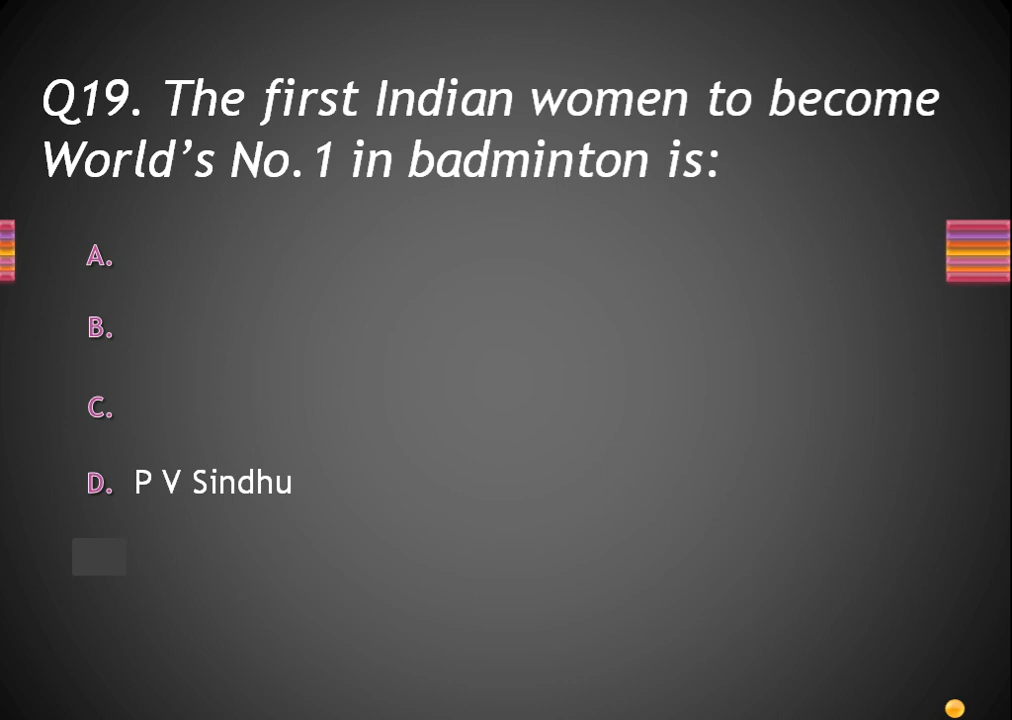 Q19. The first Indian women to become
World’s No.1 in badminton is:
A.
B.
C.
D. P V Sindhu